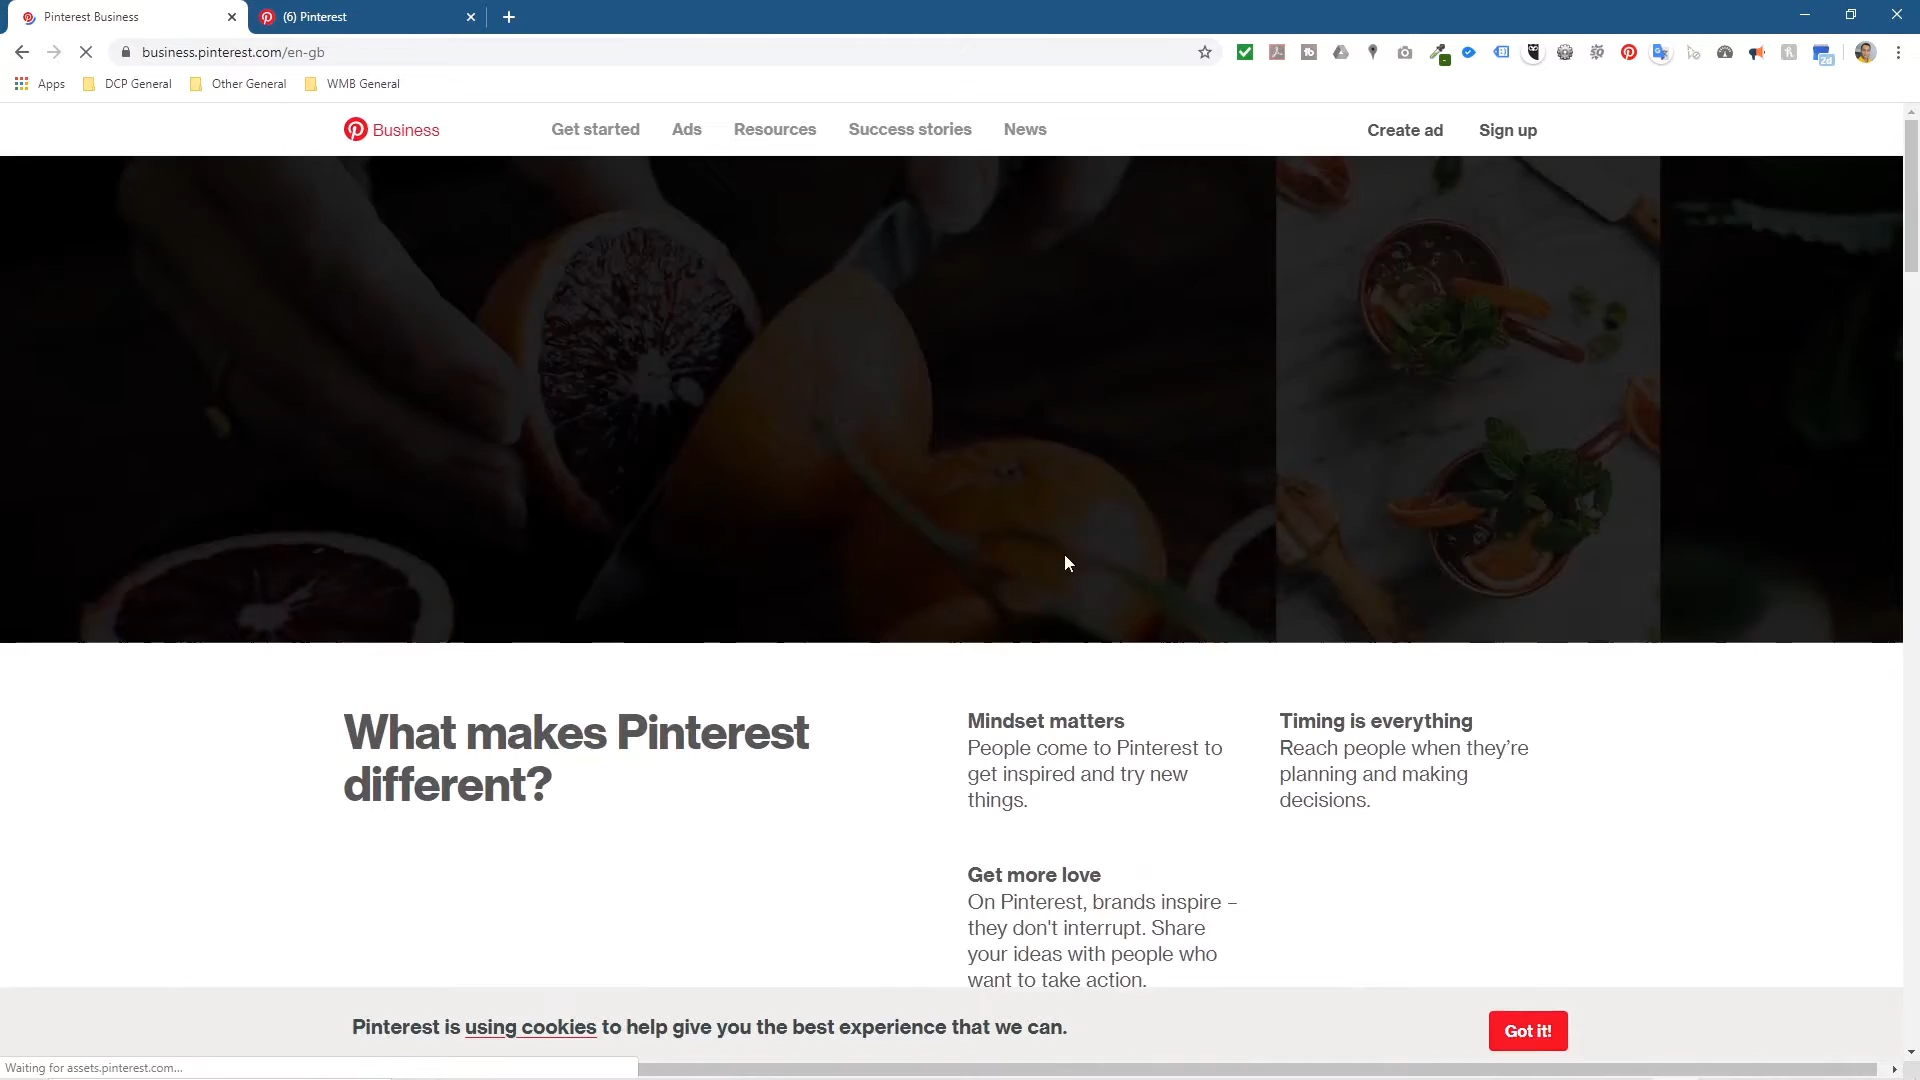 Pinterest Business
(6) Pinterest
business.pinterest.com/en-gb
2d
Apps
DCP General
Other General
WMB General
Business
Get started
Ads
Resources
Success stories
News
Create ad
Sign up
What makes Pinterest
different?
Mindset matters
People come to Pinterest to
get inspired and try new
things.
Timing is everything
Reach people when they’re
planning and making
decisions.
Get more love
On Pinterest, brands inspire –
they don't interrupt. Share
your ideas with people who
want to take action.
Pinterest is using cookies to help give you the best experience that we can.
Got it!
Waiting for assets.pinterest.com...